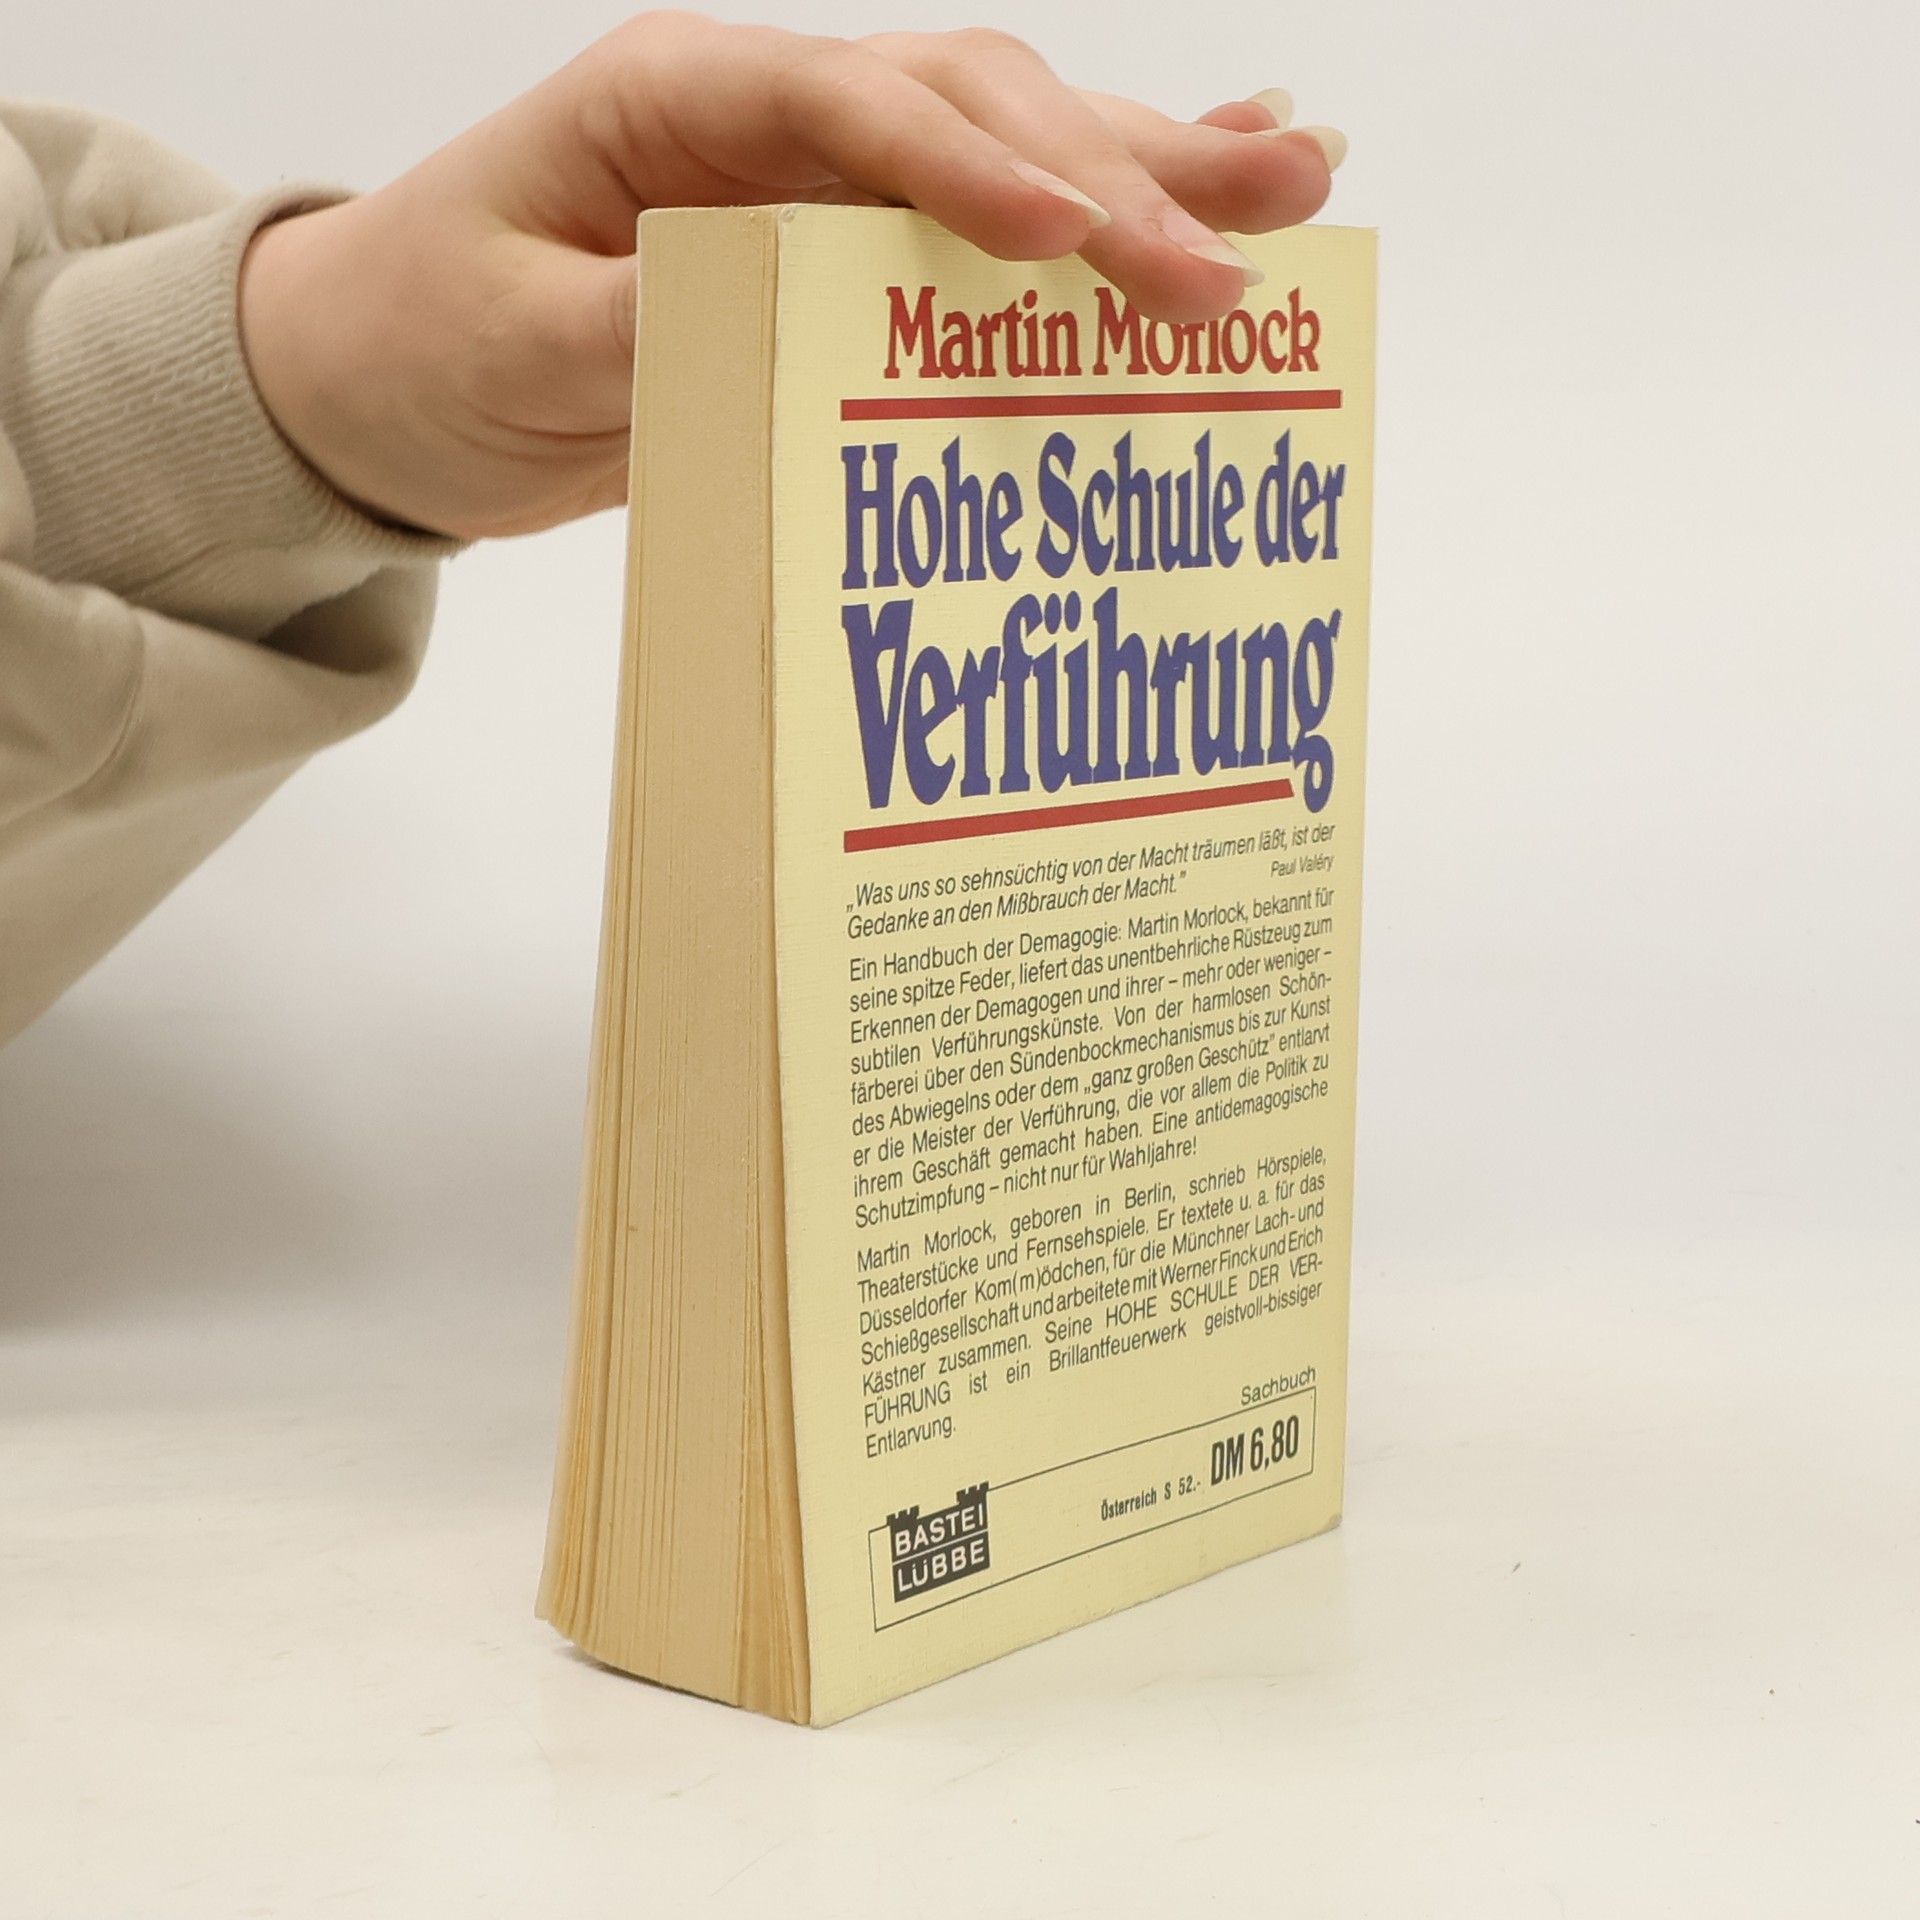 Martin Morlock
Hohe Schule der
Verführung
„Was uns so sehnsüchtig von der Macht träumen läßt, ist der
Gedanke an den Mißbrauch der Macht.”
Paul Valéry
Ein Handbuch der Demagogie: Martin Morlock, bekannt für
seine spitze Feder, liefert das unentbehrliche Rüstzeug zum
Erkennen der Demagogen und ihrer – mehr oder weniger –
subtilen Verführungskünste. Von der harmlosen Schön-
färberei über den Sündenbockmechanismus bis zur Kunst
des Abwiegelns oder dem „ganz großen Geschütz” entlarvt
er die Meister der Verführung, die vor allem die Politik zu
ihrem Geschäft gemacht haben. Eine antidemagogische
Schutzimpfung – nicht nur für Wahljahre!
Martin Morlock, geboren in Berlin, schrieb Hörspiele,
Theaterstücke und Fernsehspiele. Er textete u. a. für das
Düsseldorfer Kom(m)ödchen, für die Münchner Lach- und
Schießgesellschaft und arbeitete mit Werner Finck und Erich
Kästner zusammen. Seine HOHE SCHULE DER VER-
FÜHRUNG ist ein Brillantfeuerwerk geistvoll-bissiger
Entlarvung.
Sachbuch
Österreich S 52.- DM 6,80
BASTEI
LÜBBE